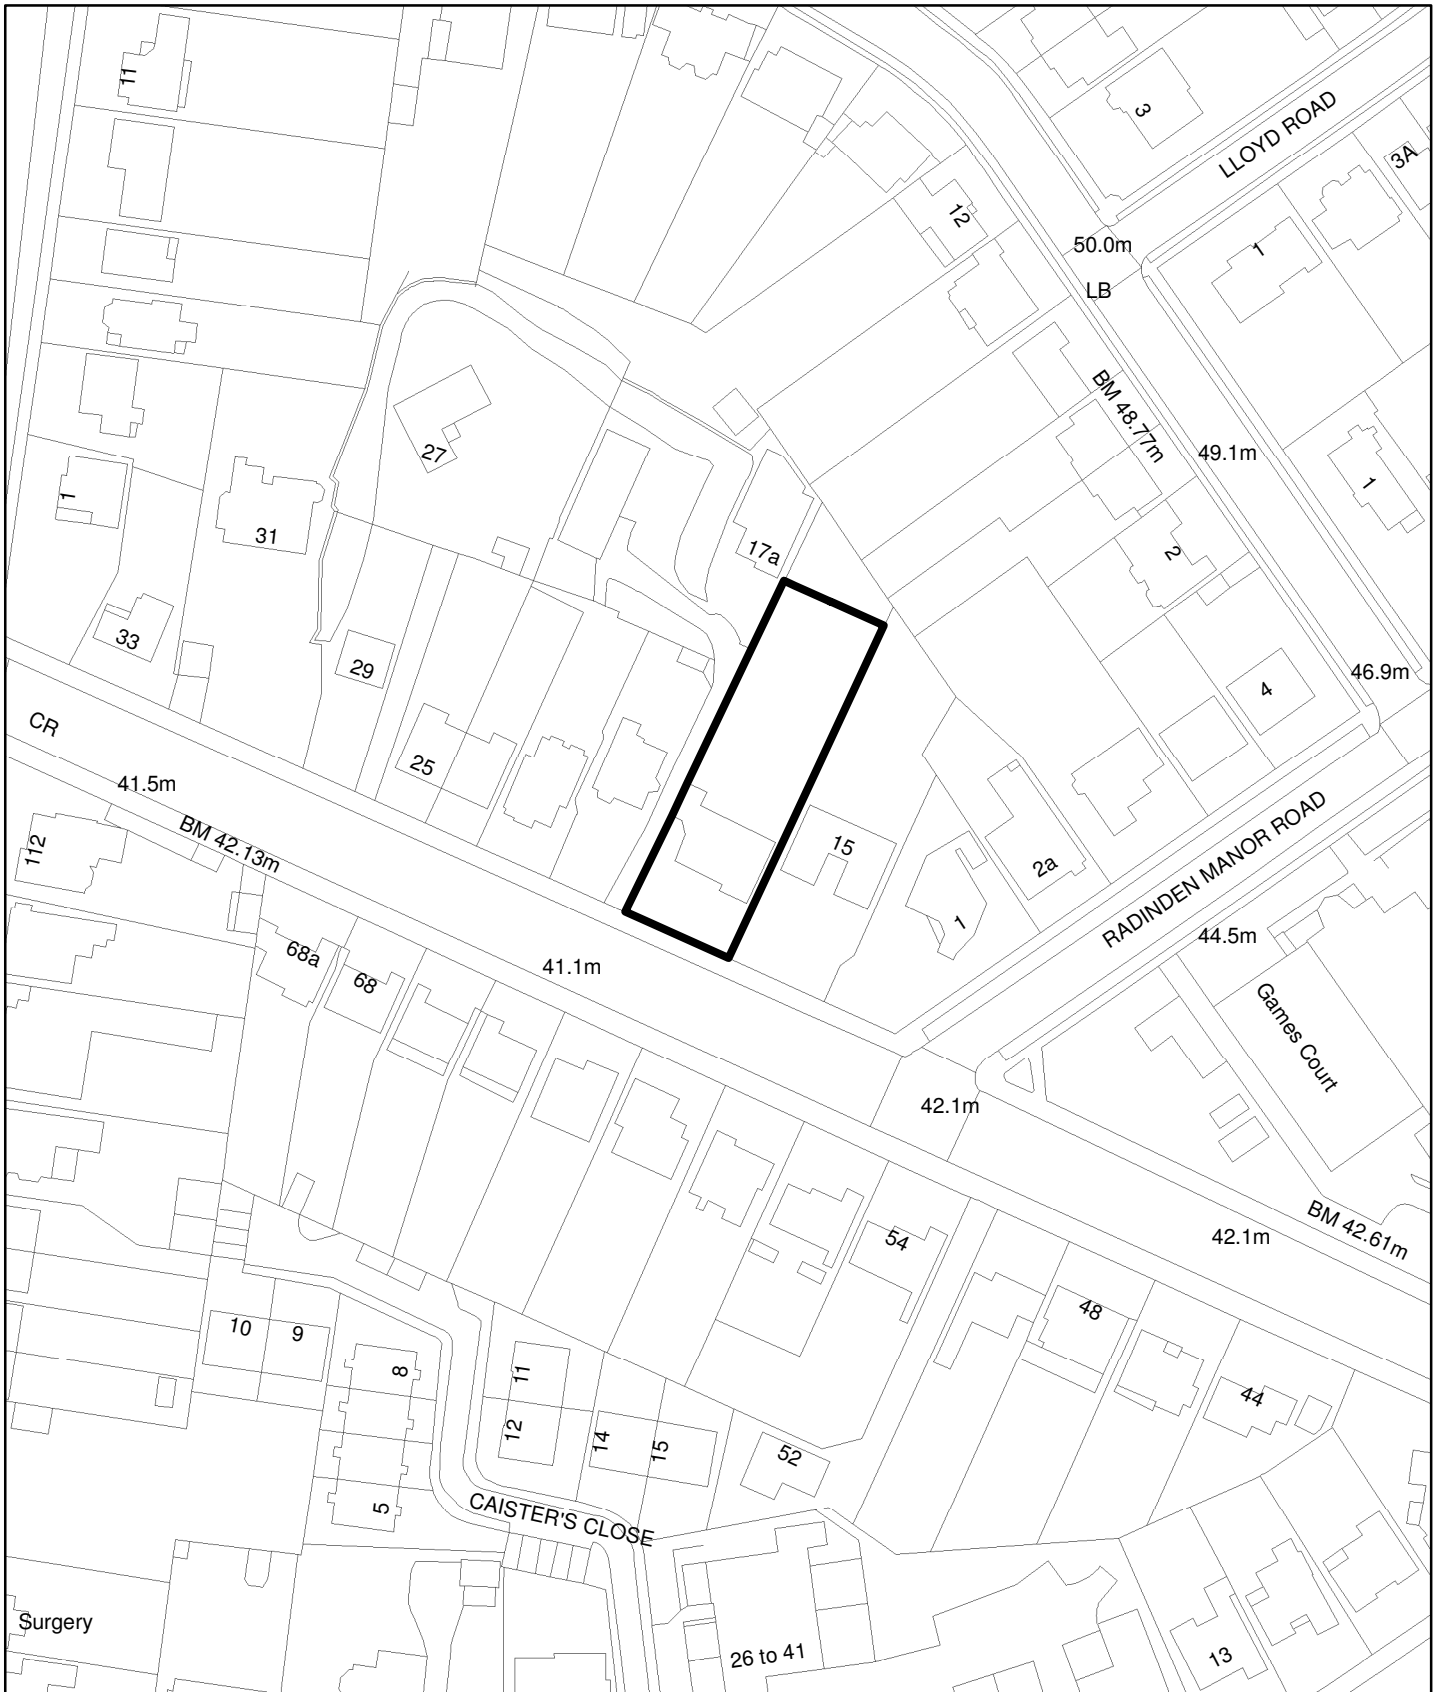 11
3
LLOYD ROAD
3A
12
50.0m
1
LB
BM 48.77m
27
49.1m
1
1
31
17a
2
33
29
46.9m
4
CR
25
41.5m
BM 42.13m
112
15
2a
RADINDEN MANOR ROAD
1
44.5m
68a
68
41.1m
Games Court
42.1m
BM 42.61m
42.1m
54
48
10
9
8
11
44
12
14
15
52
5
CAISTER'S CLOSE
Surgery
26 to 41
13